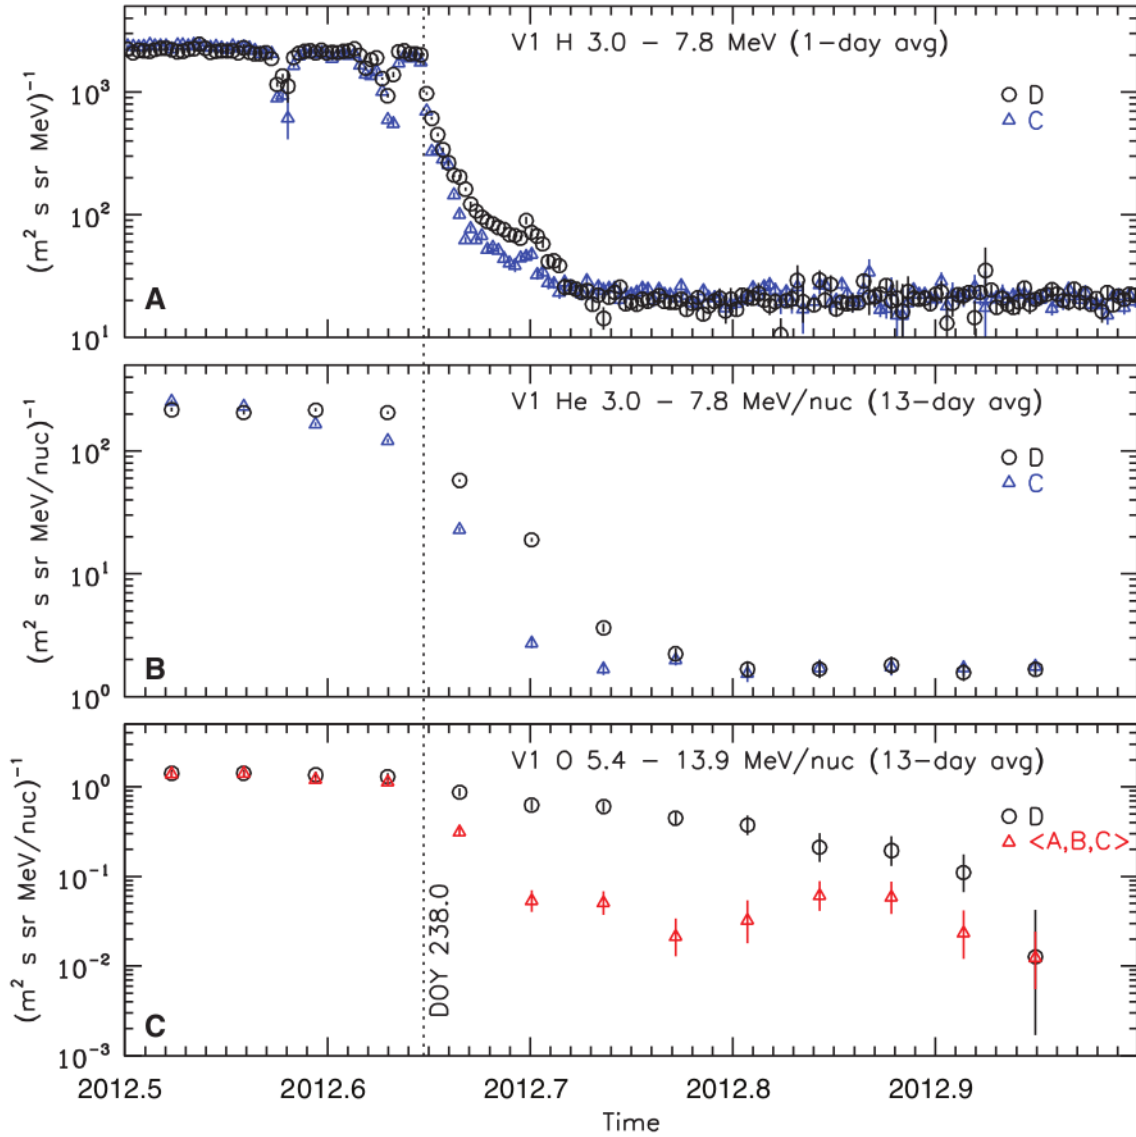 V1 H 3.0 – 7.8 MeV (1-day avg)
D
C
(m² s sr MeV)⁻¹
10³
10²
10¹
A
V1 He 3.0 – 7.8 MeV/nuc (13-day avg)
D
C
(m² s sr MeV/nuc)⁻¹
10²
10¹
10⁰
B
V1 O 5.4 – 13.9 MeV/nuc (13-day avg)
D
<A,B,C>
(m² s sr MeV/nuc)⁻¹
10⁰
10⁻¹
10⁻²
10⁻³
C
DOY 238.0
2012.5 2012.6 2012.7 2012.8 2012.9
Time